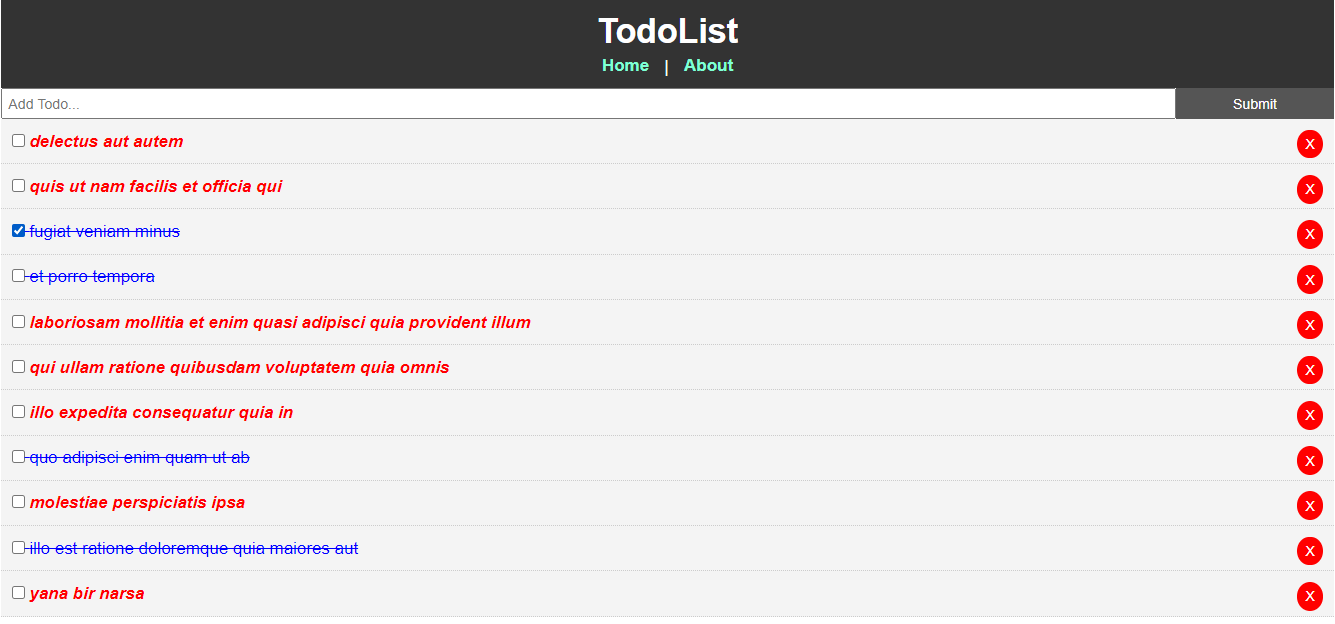 TodoList
Home | About
Add Todo... Submit
delectus aut autem X
quis ut nam facilis et officia qui X
fugiat veniam minus X
et porro tempora X
laboriosam mollitia et enim quasi adipisci quia provident illum X
qui ullam ratione quibusdam voluptatem quia omnis X
illo expedita consequatur quia in X
quo adipisci enim quam ut ab X
molestiae perspiciatis ipsa X
illo est ratione doloremque quia maiores aut X
yana bir narsa X